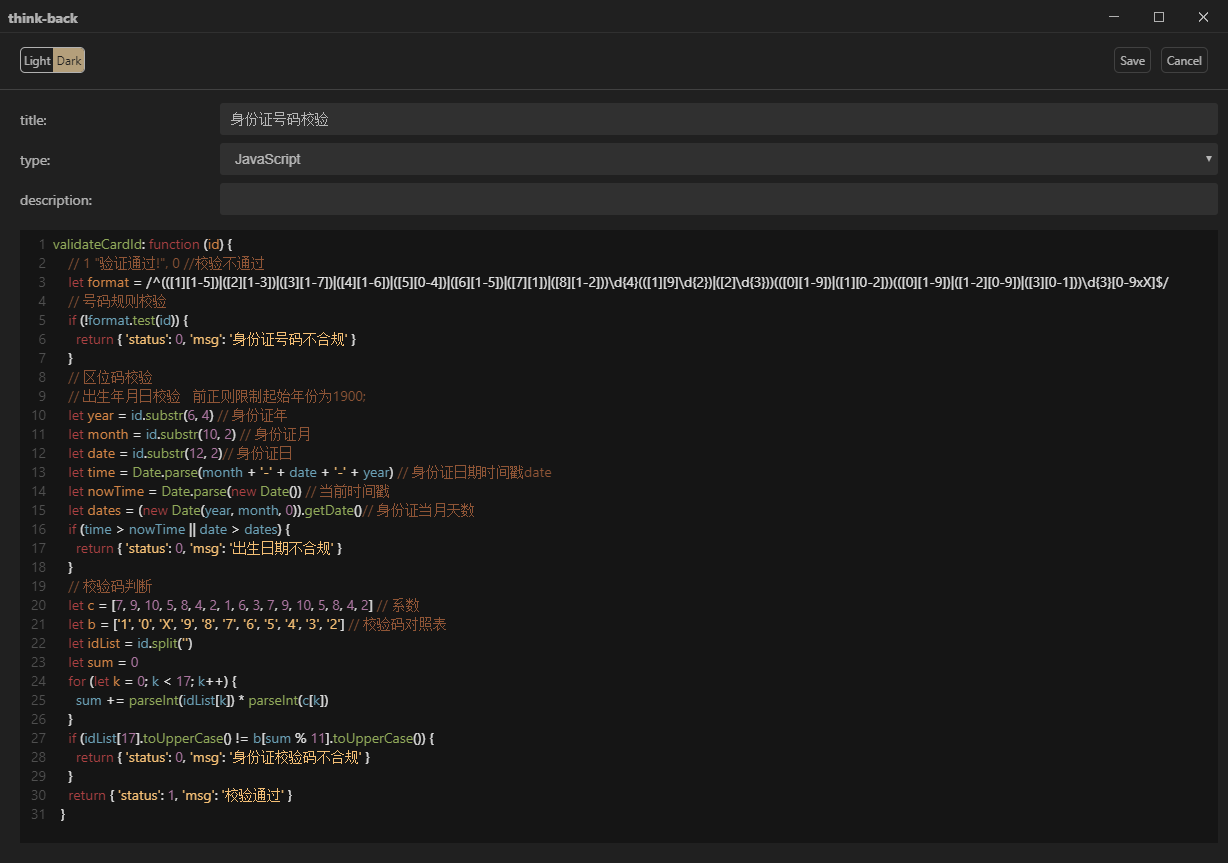 think-back
Light Dark Save Cancel
title: 身份证号码校验
type: JavaScript
description:
1 validateCardId: function (id) {
2 // 1 "验证通过!", 0 //校验不通过
3 let format = /^(([1][1-5])|([2][1-3])|([3][1-7])|([4][1-6])|([5][0-4])|([6][1-5])|([7][1])|([8][1-2]))\d{4}(([1][9]\d{2})|([2]\d{3}))(([0][1-9])|([1][0-2]))(([0][1-9])|([1-2][0-9])|([3][0-1]))\d{3}[0-9xX]$/
4 // 号码规则校验
5 if (!format.test(id)) {
6 return { 'status': 0, 'msg': '身份证号码不合规' }
7 }
8 // 区位码校验
9 // 出生年月日校验 前正则限制起始年份为1900;
10 let year = id.substr(6, 4) // 身份证年
11 let month = id.substr(10, 2) // 身份证月
12 let date = id.substr(12, 2)// 身份证日
13 let time = Date.parse(month + '-' + date + '-' + year) // 身份证日期时间戳date
14 let nowTime = Date.parse(new Date()) // 当前时间戳
15 let dates = (new Date(year, month, 0)).getDate()// 身份证当月天数
16 if (time > nowTime || date > dates) {
17 return { 'status': 0, 'msg': '出生日期不合规' }
18 }
19 // 校验码判断
20 let c = [7, 9, 10, 5, 8, 4, 2, 1, 6, 3, 7, 9, 10, 5, 8, 4, 2] // 系数
21 let b = ['1', '0', 'X', '9', '8', '7', '6', '5', '4', '3', '2'] // 校验码对照表
22 let idList = id.split('')
23 let sum = 0
24 for (let k = 0; k < 17; k++) {
25 sum += parseInt(idList[k]) * parseInt(c[k])
26 }
27 if (idList[17].toUpperCase() != b[sum % 11].toUpperCase()) {
28 return { 'status': 0, 'msg': '身份证校验码不合规' }
29 }
30 return { 'status': 1, 'msg': '校验通过' }
31 }